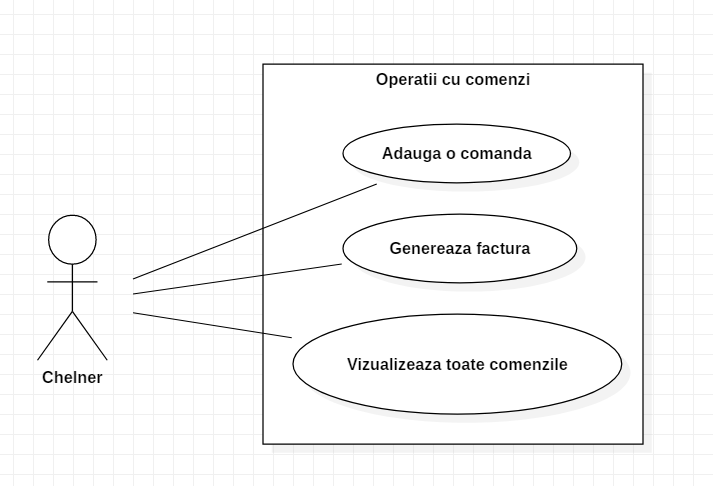 Operatii cu comenzi
Adauga o comanda
Genereaza factura
Vizualizeaza toate comenzile
Chelner